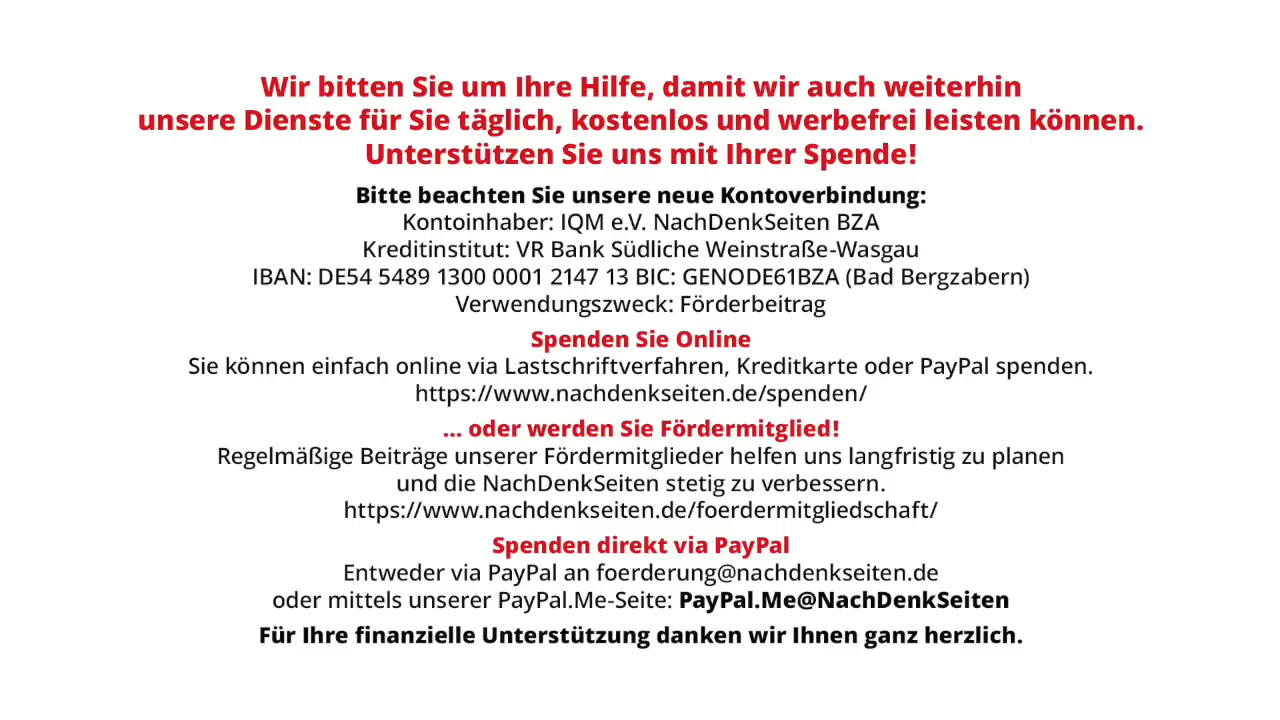 Wir bitten Sie um Ihre Hilfe, damit wir auch weiterhin
unsere Dienste für Sie täglich, kostenlos und werbefrei leisten können.
Unterstützen Sie uns mit Ihrer Spende!
Bitte beachten Sie unsere neue Kontoverbindung:
Kontoinhaber: IQM e.V. NachDenkSeiten BZA
Kreditinstitut: VR Bank Südliche Weinstraße-Wasgau
IBAN: DE54 5489 1300 0001 2147 13 BIC: GENODE61BZA (Bad Bergzabern)
Verwendungszweck: Förderbeitrag
Spenden Sie Online
Sie können einfach online via Lastschriftverfahren, Kreditkarte oder PayPal spenden.
https://www.nachdenkseiten.de/spenden/
... oder werden Sie Fördermitglied!
Regelmäßige Beiträge unserer Fördermitglieder helfen uns langfristig zu planen
und die NachDenkSeiten stetig zu verbessern.
https://www.nachdenkseiten.de/foerdermitgliedschaft/
Spenden direkt via PayPal
Entweder via PayPal an foerderung@nachdenkseiten.de
oder mittels unserer PayPal.Me-Seite: PayPal.Me@NachDenkSeiten
Für Ihre finanzielle Unterstützung danken wir Ihnen ganz herzlich.